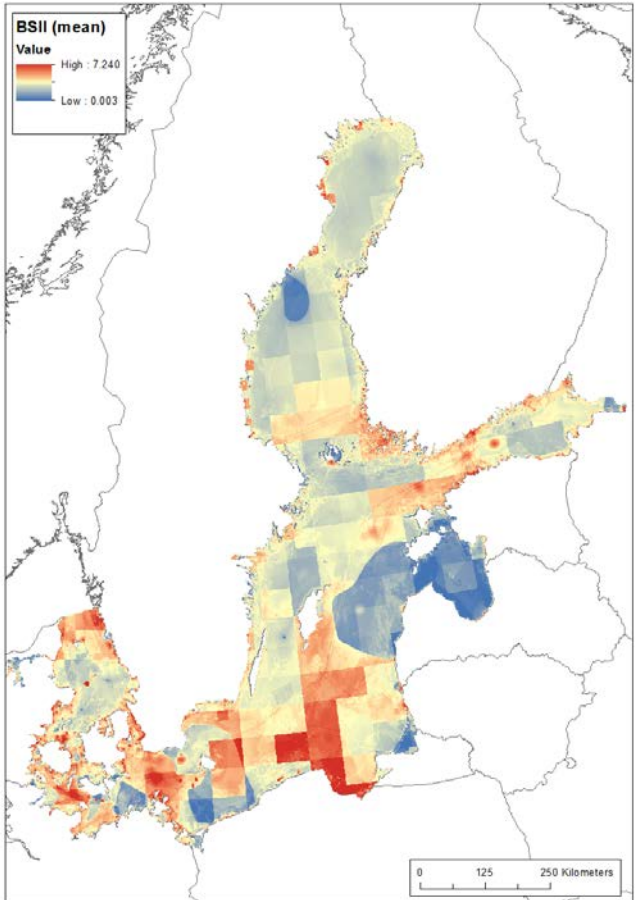 BSII (mean)
Value
High : 7.240
Low : 0.003
0 125 250 Kilometers